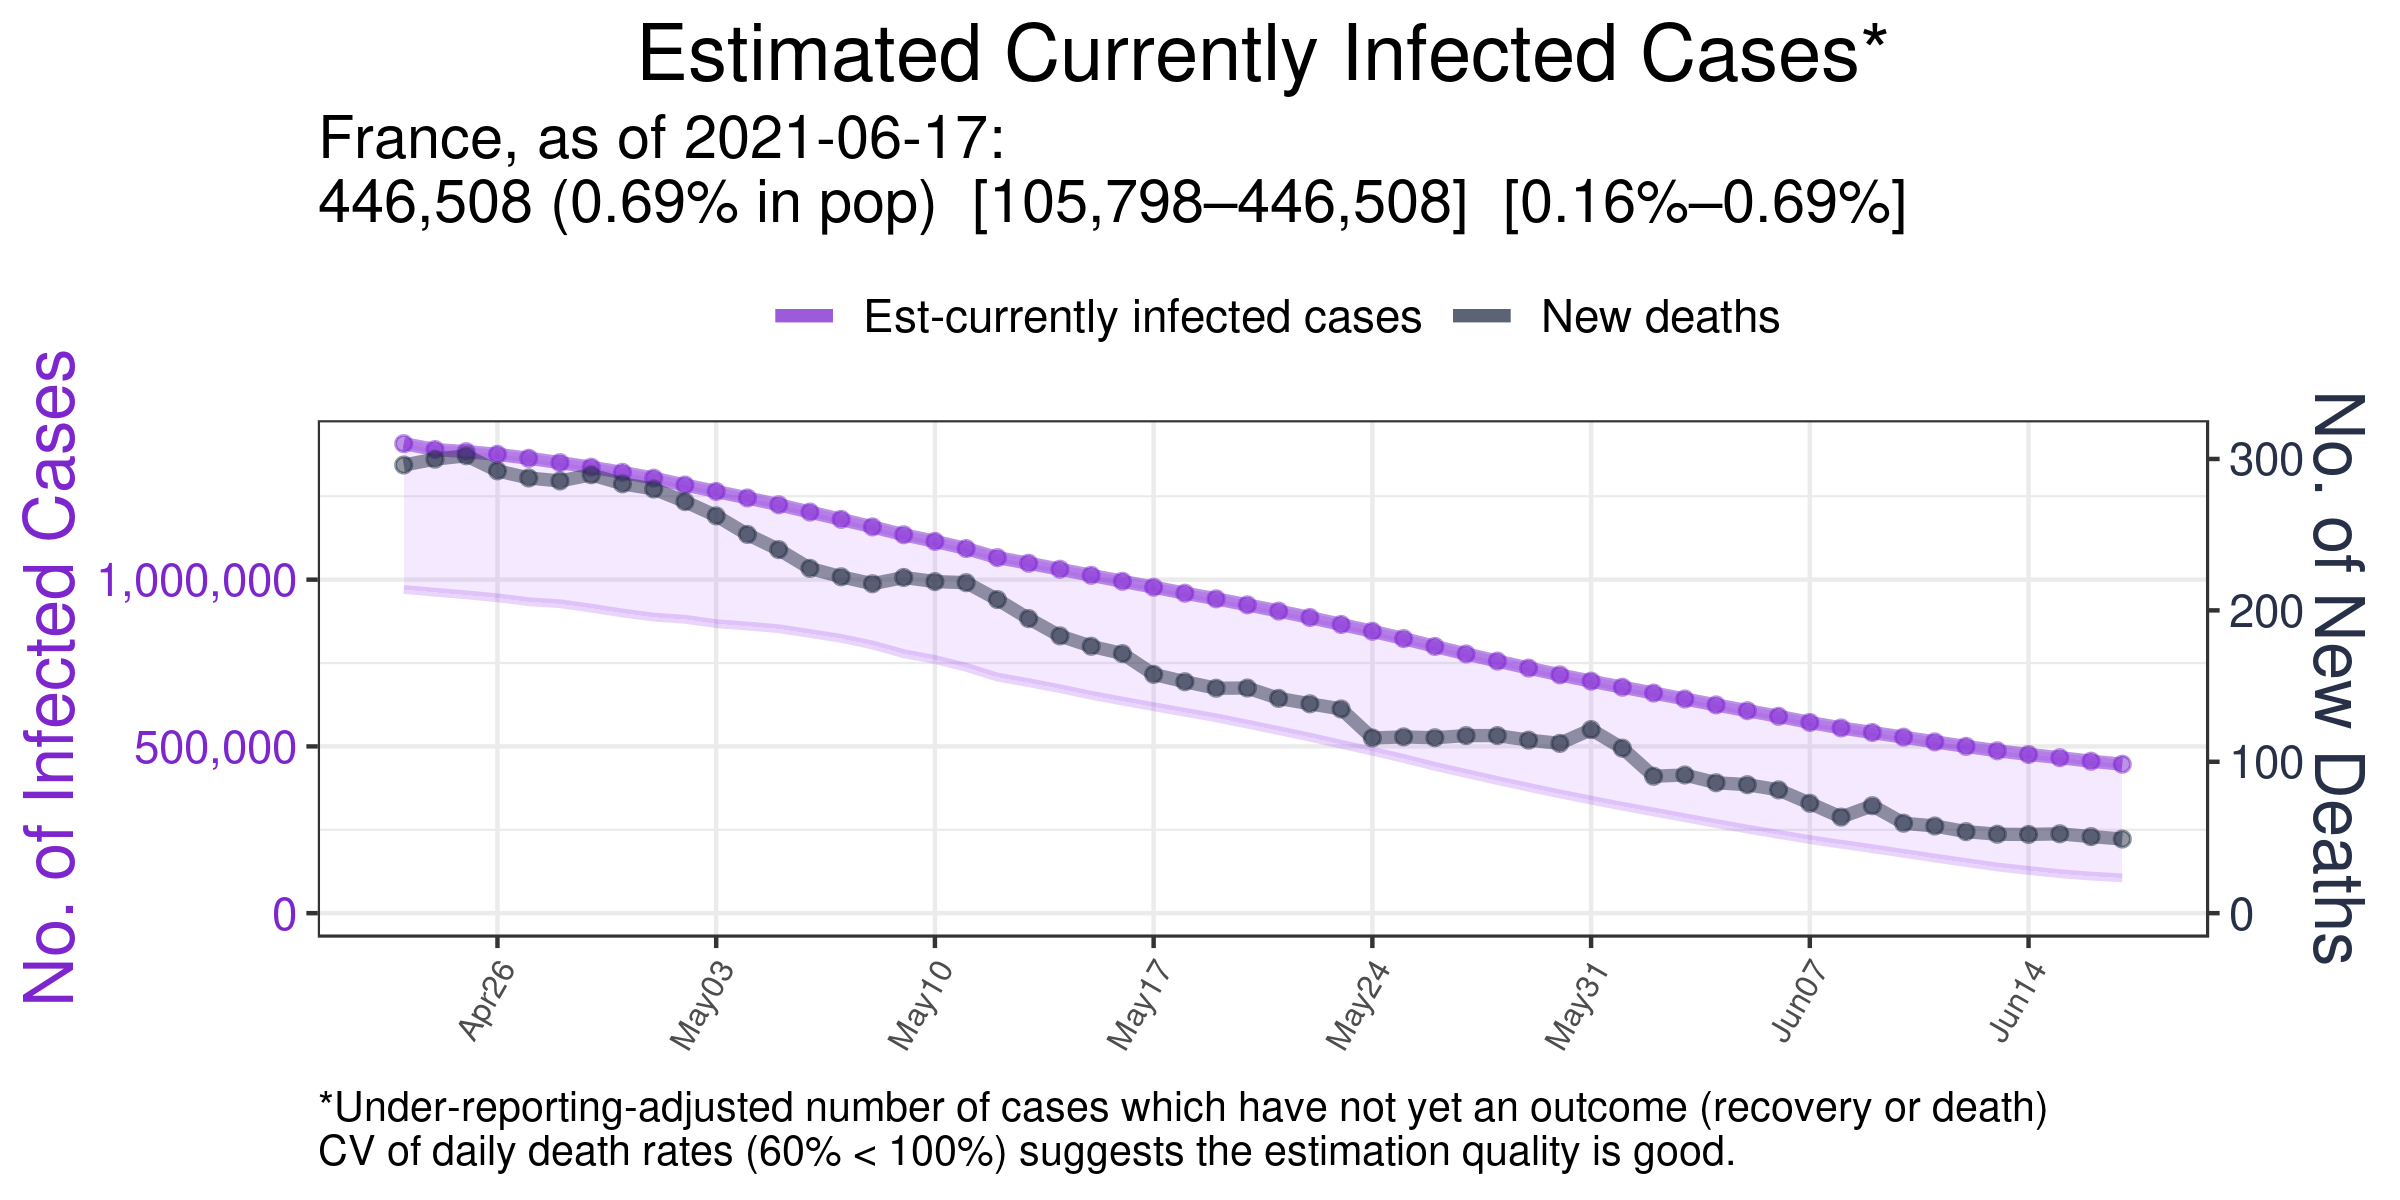 Estimated Currently Infected Cases*
France, as of 2021-06-17:
446,508 (0.69% in pop) [105,798–446,508] [0.16%–0.69%]
Est-currently infected cases
New deaths
No. of Infected Cases
1,000,000
500,000
0
300
200
100
0
No. of New Deaths
Apr26
May03
May10
May17
May24
May31
Jun07
Jun14
*Under-reporting-adjusted number of cases which have not yet an outcome (recovery or death)
CV of daily death rates (60% < 100%) suggests the estimation quality is good.